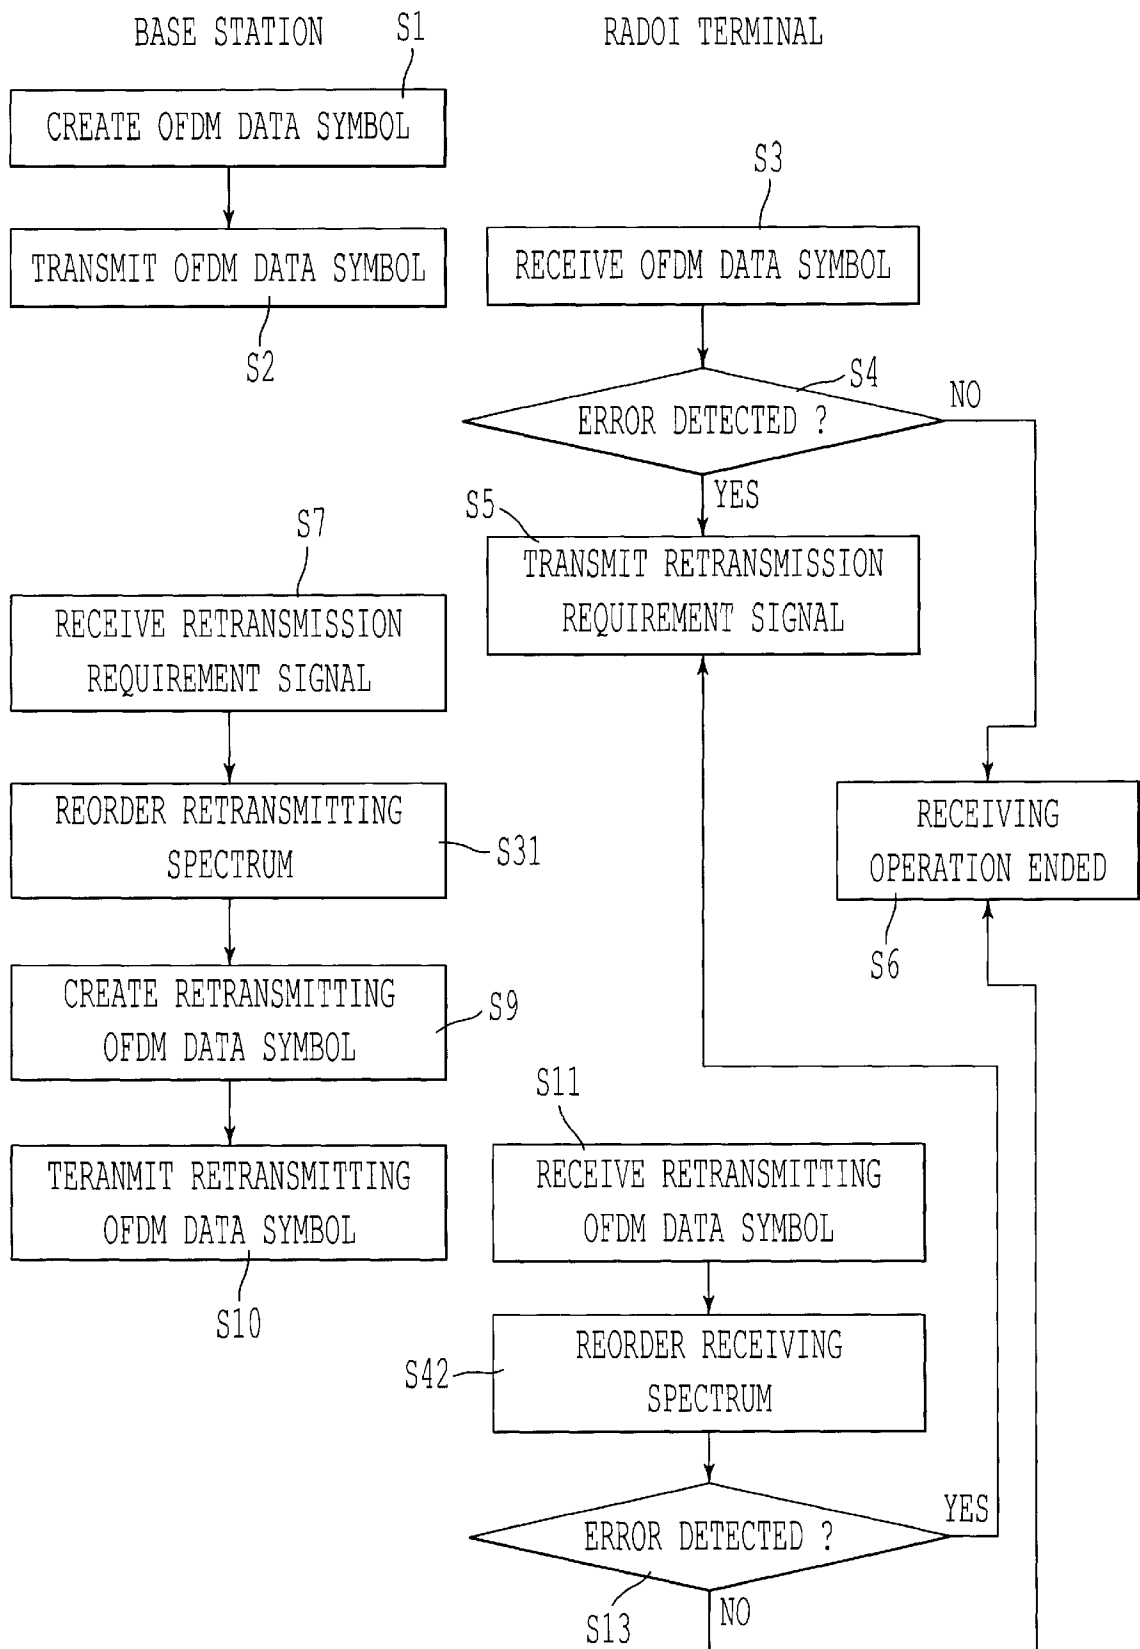 BASE STATION
S1
RADOI TERMINAL
CREATE OFDM DATA SYMBOL
S3
TRANSMIT OFDM DATA SYMBOL
RECEIVE OFDM DATA SYMBOL
S2
S4
NO
ERROR DETECTED ?
YES
S5
S7
TRANSMIT RETRANSMISSION
REQUIREMENT SIGNAL
RECEIVE RETRANSMISSION
REQUIREMENT SIGNAL
REORDER RETRANSMITTING
SPECTRUM
S31
RECEIVING
OPERATION ENDED
S6
CREATE RETRANSMITTING
OFDM DATA SYMBOL
S9
S11
TERANMIT RETRANSMITTING
OFDM DATA SYMBOL
RECEIVE RETRANSMITTING
OFDM DATA SYMBOL
S10
S42
REORDER RECEIVING
SPECTRUM
YES
ERROR DETECTED ?
S13
NO